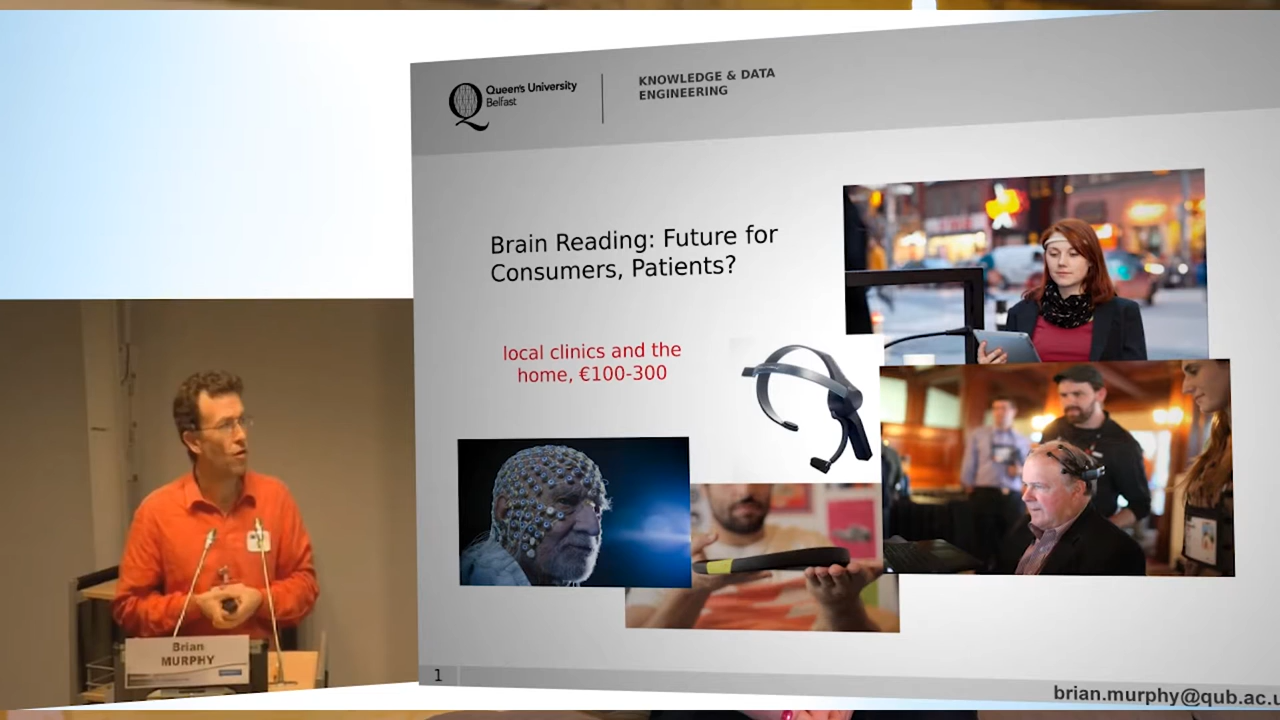 Queen's University
Belfast
KNOWLEDGE & DATA
ENGINEERING
Brain Reading: Future for
Consumers, Patients?
local clinics and the
home, €100-300
Brian
MURPHY
1
brian.murphy@qub.ac.u